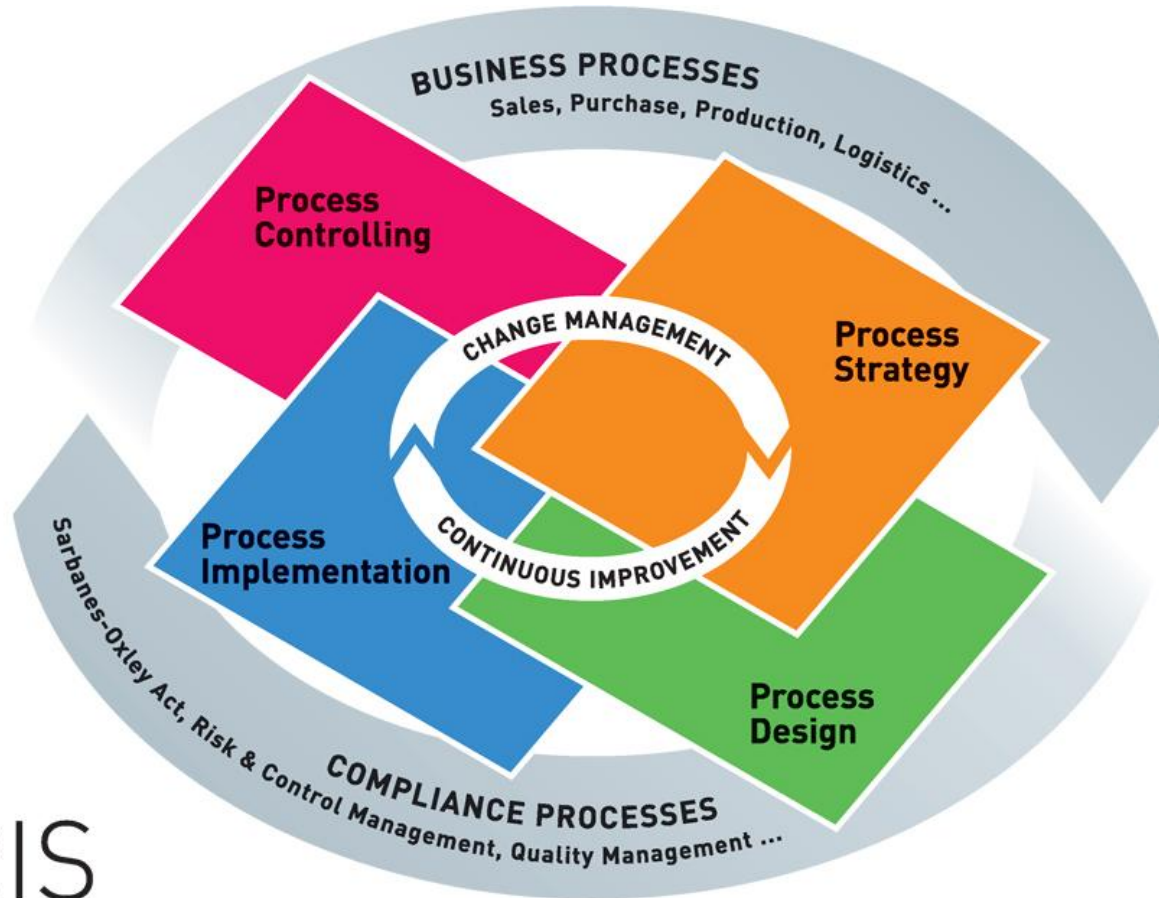 BUSINESS PROCESSES
Sales, Purchase, Production, Logistics ...
Process
Controlling
Process
Strategy
CHANGE MANAGEMENT
CONTINUOUS IMPROVEMENT
Process
Implementation
Process
Design
COMPLIANCE PROCESSES
Sarbanes-Oxley Act, Risk & Control Management, Quality Management ...
IS